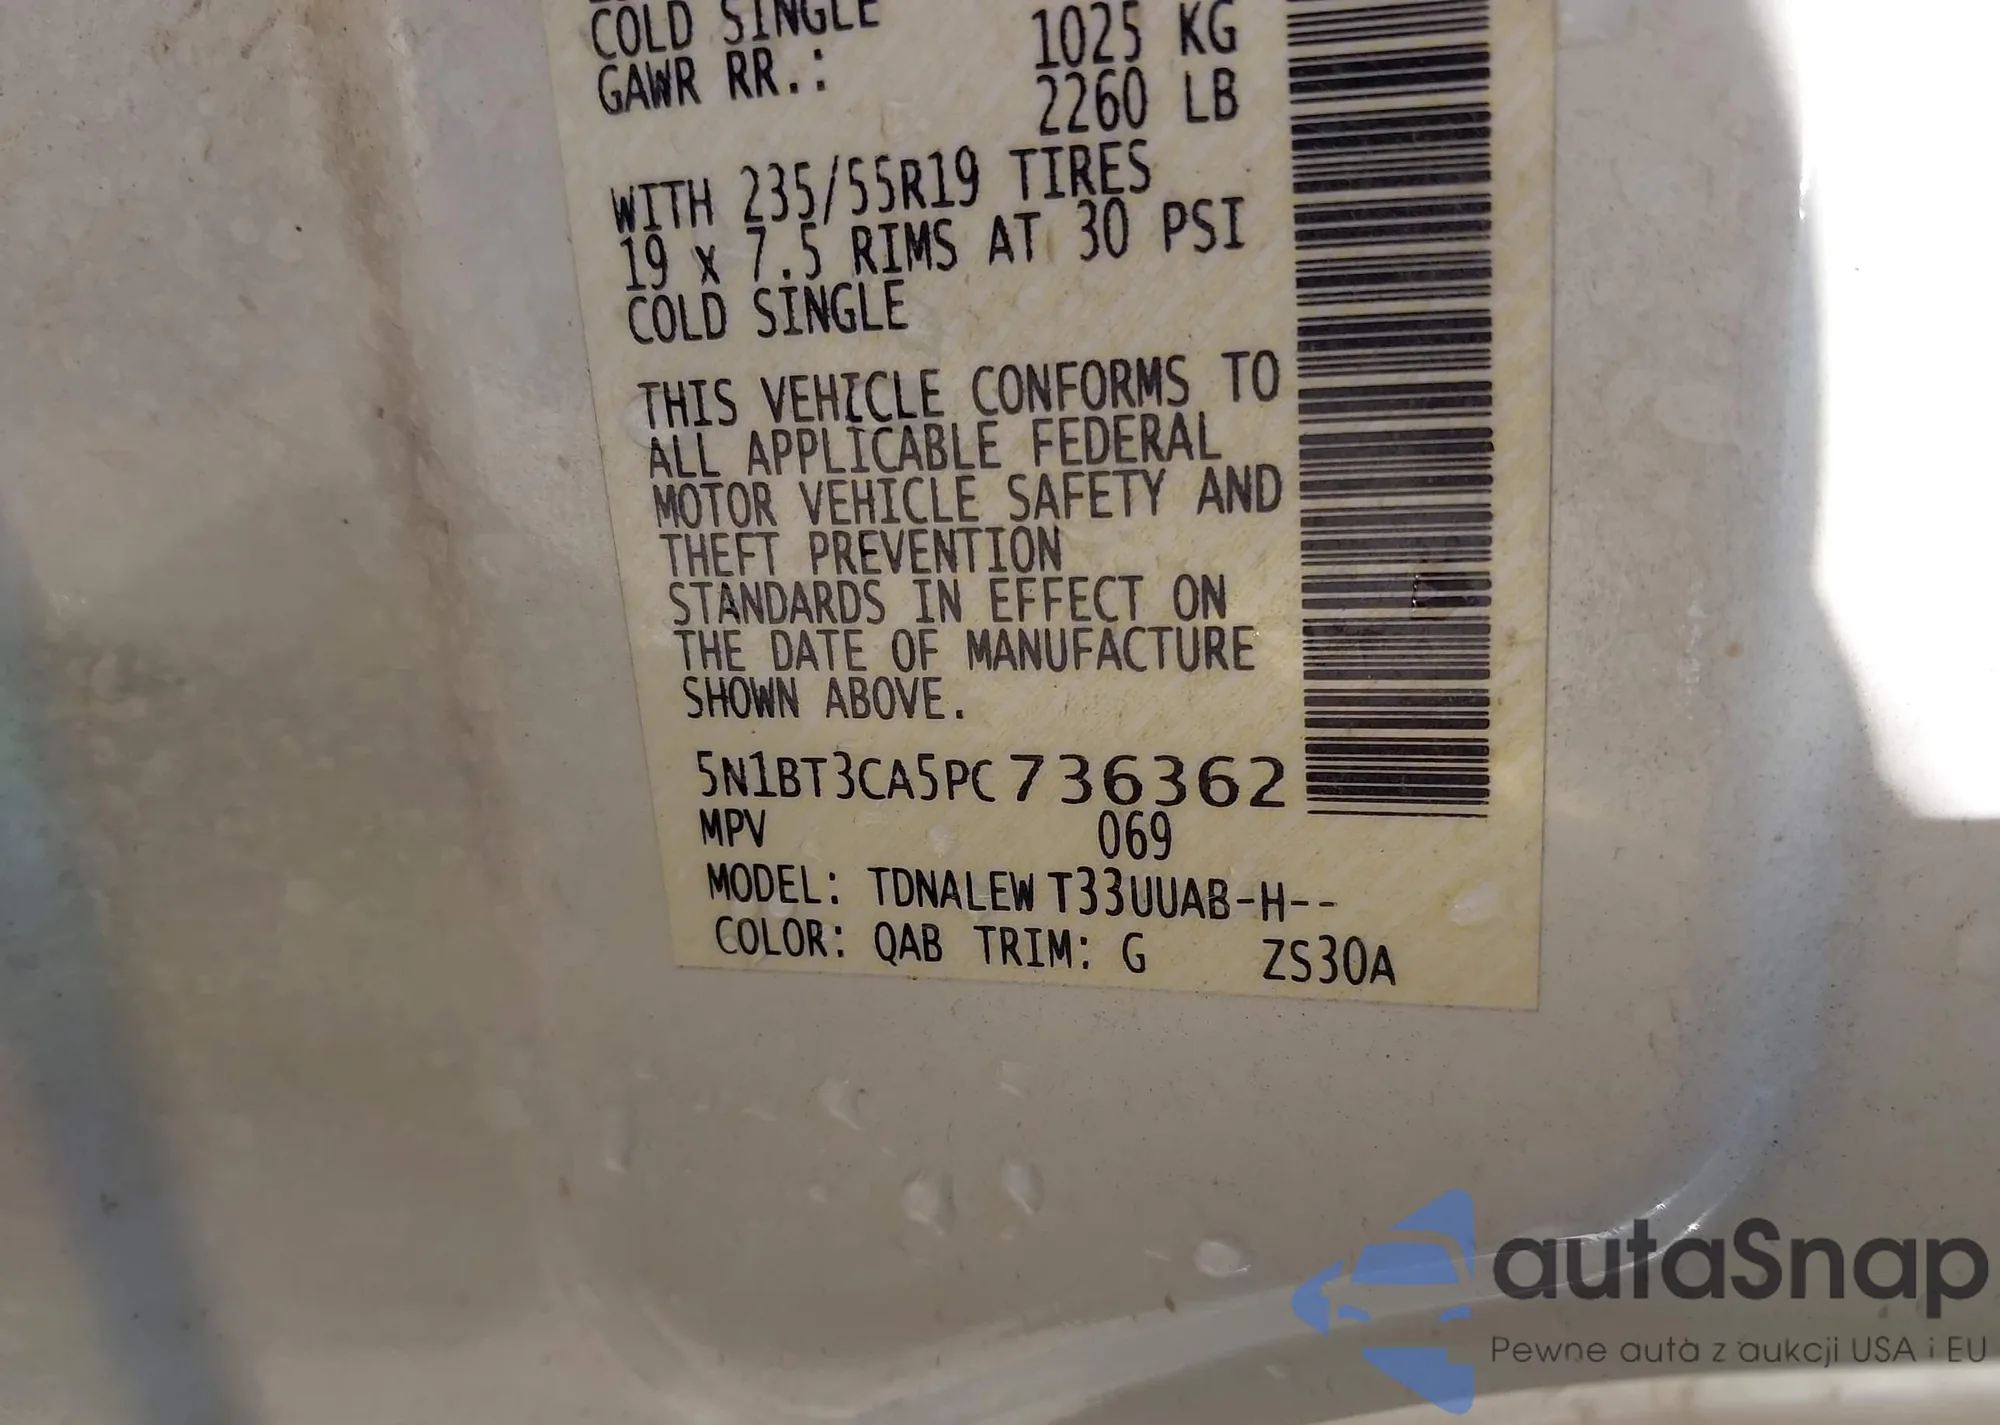 COLD SINGLE
1025 KG
GAWR RR.:
2260 LB
WITH 235/55R19 TIRES
19 x 7.5 RIMS AT 30 PSI
COLD SINGLE
THIS VEHICLE CONFORMS TO
ALL APPLICABLE FEDERAL
MOTOR VEHICLE SAFETY AND
THEFT PREVENTION
STANDARDS IN EFFECT ON
THE DATE OF MANUFACTURE
SHOWN ABOVE.
5N1BT3CA5PC736362
MPV 069
MODEL: TDNALEW T33UUAB-H--
COLOR: QAB TRIM: G ZS30A
autaSnap
Pewne auta z aukcji USA i EU